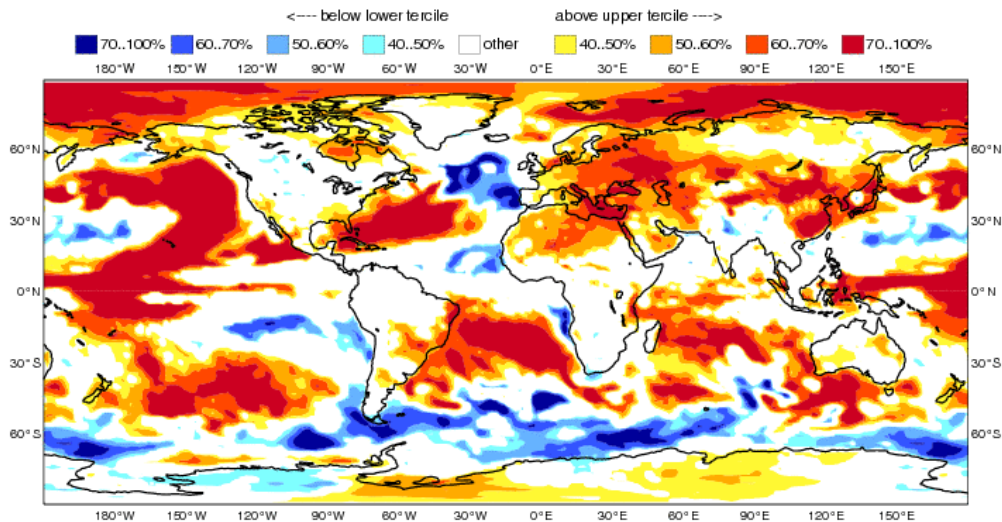 <---- below lower tercile above upper tercile ---->
70..100% 60..70% 50..60% 40..50% other 40..50% 50..60% 60..70% 70..100%
180°W 150°W 120°W 90°W 60°W 30°W 0°E 30°E 60°E 90°E 120°E 150°E
60°N 60°N
30°N 30°N
0°N 0°N
30°S 30°S
60°S 60°S
180°W 150°W 120°W 90°W 60°W 30°W 0°E 30°E 60°E 90°E 120°E 150°E